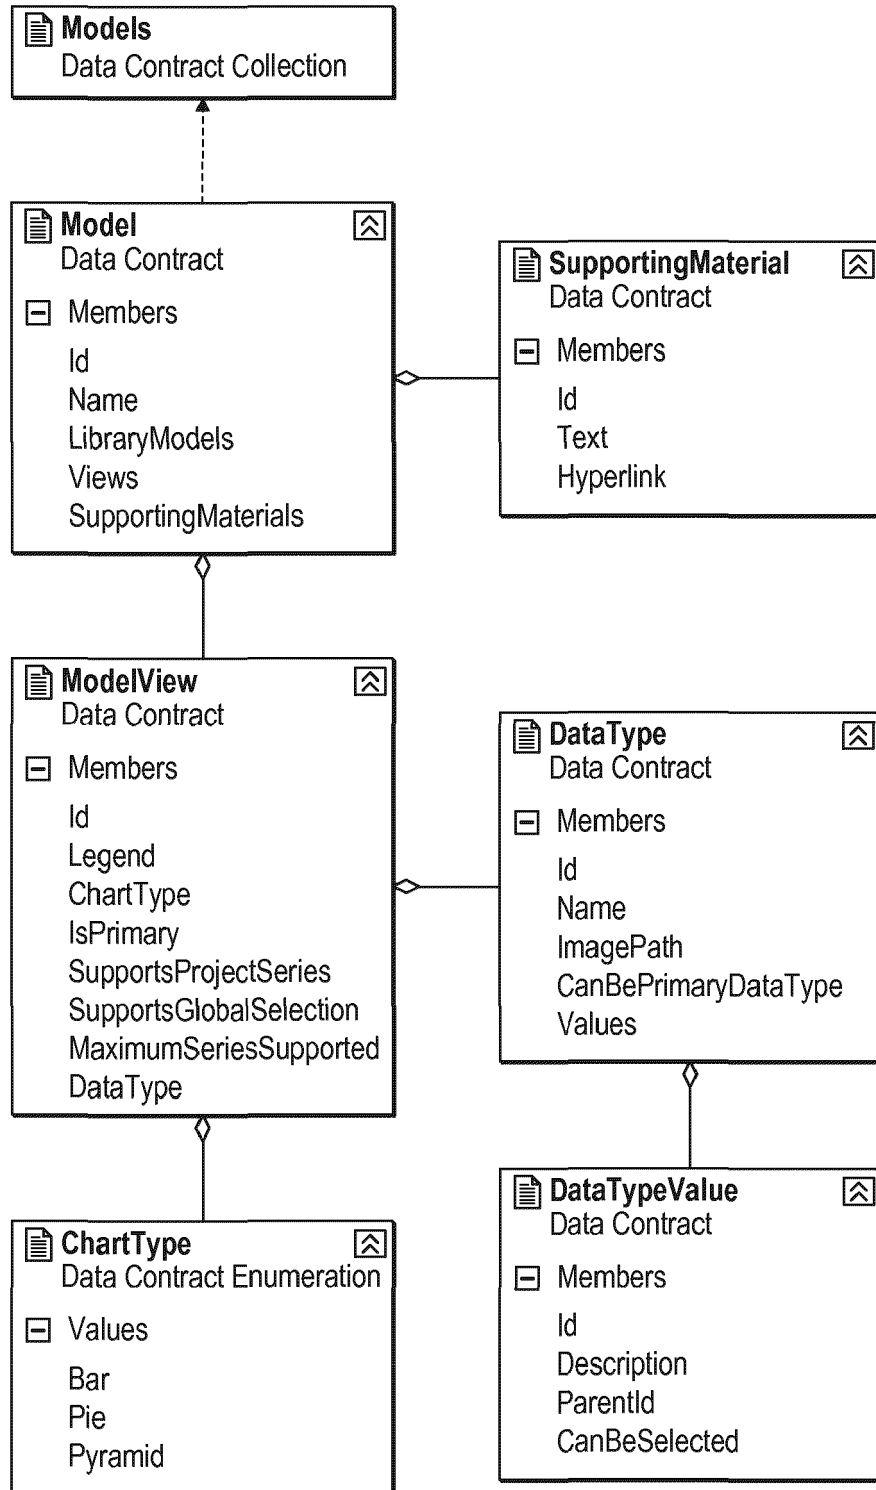 Models
Data Contract Collection
Model
Data Contract
Members
Id
Name
LibraryModels
Views
SupportingMaterials
SupportingMaterial
Data Contract
Members
Id
Text
Hyperlink
ModelView
Data Contract
Members
Id
Legend
ChartType
IsPrimary
SupportsProjectSeries
SupportsGlobalSelection
MaximumSeriesSupported
DataType
DataType
Data Contract
Members
Id
Name
ImagePath
CanBePrimaryDataType
Values
ChartType
Data Contract Enumeration
Values
Bar
Pie
Pyramid
DataTypeValue
Data Contract
Members
Id
Description
ParentId
CanBeSelected